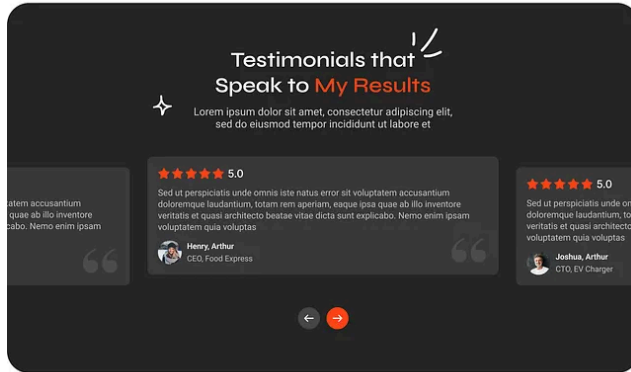 Testimonials that
Speak to My Results
Lorem ipsum dolor sit amet, consectetur adipiscing elit,
sed do eiusmod tempor incididunt ut labore et
atem accusantium
quae ab illo inventore
cabo. Nemo enim ipsam
5.0
Sed ut perspiciatis unde omnis iste natus error sit voluptatem accusantium
doloremque laudantium, totam rem aperiam, eaque ipsa quae ab illo inventore
veritatis et quasi architecto beatae vitae dicta sunt explicabo. Nemo enim ipsam
voluptatem quia voluptas
Henry, Arthur
CEO, Food Express
5.0
Sed ut perspiciatis unde on
doloremque laudantium, to
veritatis et quasi architecto
voluptatem quia voluptas
Joshua, Arthur
CTO, EV Charger